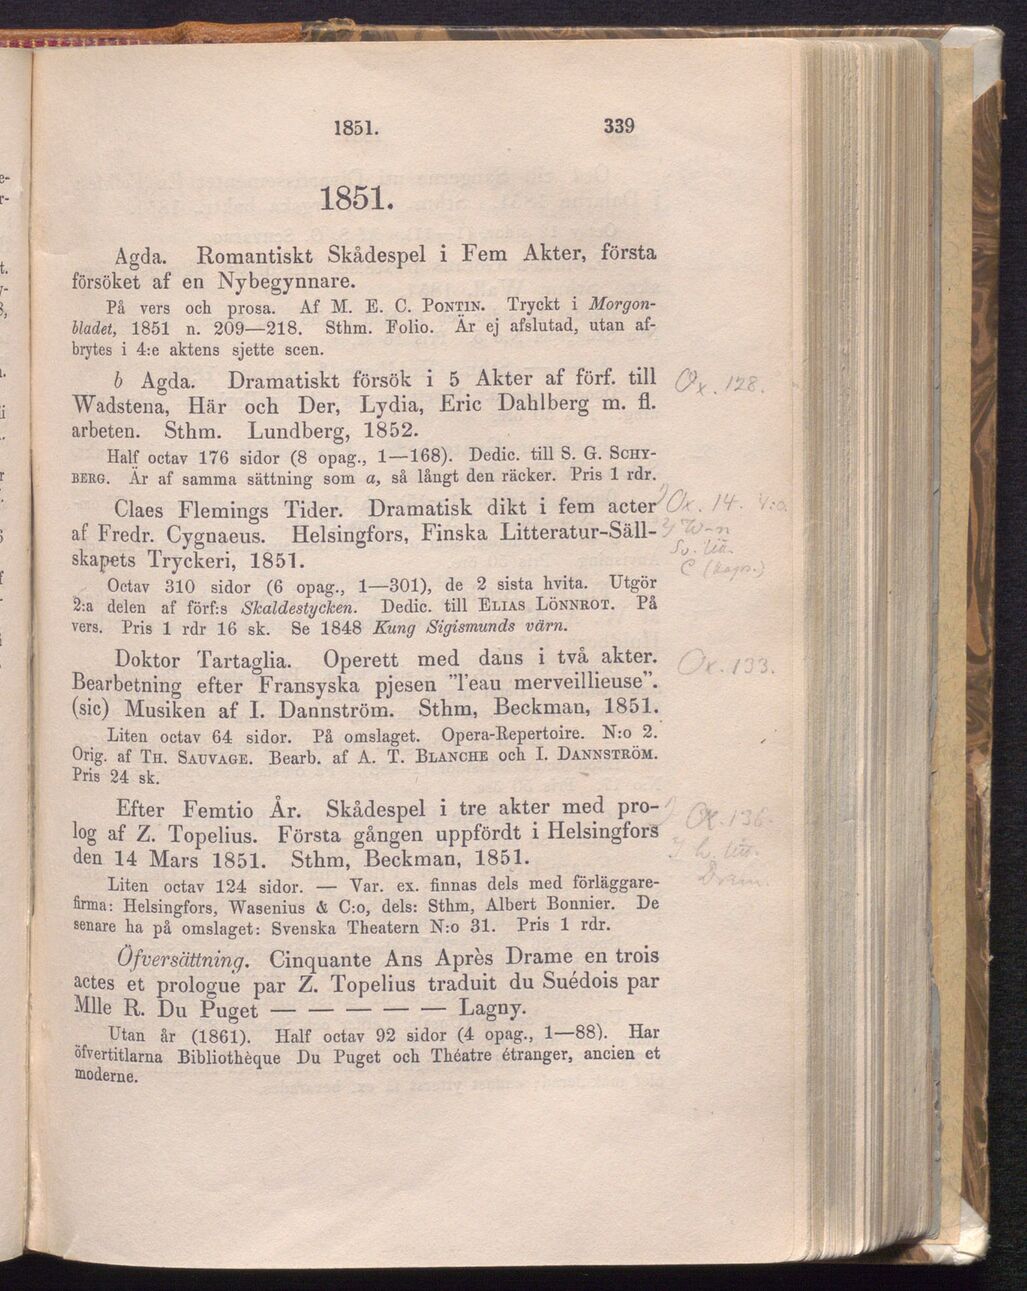 1851. 339
1851.
Agda. Romantiskt Skådespel i Fem Akter, första
försöket af en Nybegynnare.
På vers och prosa. Af M. E. C. PONTIN. Tryckt i Morgon-
bladet, 1851 n. 209—218. Sthm. Folio. Är ej afslutad, utan af-
brytes i 4:e aktens sjette scen.
b Agda. Dramatiskt försök i 5 Akter af förf. till Ox. 128.
Wadstena, Här och Der, Lydia, Eric Dahlberg m. fl.
arbeten. Sthm. Lundberg, 1852.
Half octav 176 sidor (8 opag., 1—168). Dedic. till S. G. SCHY-
BERG. Är af samma sättning som a, så långt den räcker. Pris 1 rdr.
Claes Flemings Tider. Dramatisk dikt i fem acter Ox. 14. 4:o.
af Fredr. Cygnaeus. Helsingfors, Finska Litteratur-Säll-
skapets Tryckeri, 1851.
Octav 310 sidor (6 opag., 1—301), de 2 sista hvita. Utgör
2:a delen af förf:s Skaldestycken. Dedic. till ELIAS LÖNNROT. På
vers. Pris 1 rdr 16 sk. Se 1848 Kung Sigismunds värn.
Doktor Tartaglia. Operett med dans i två akter. Ox. 133.
Bearbetning efter Fransyska pjesen "l'eau merveillieuse".
(sic) Musiken af I. Dannström. Sthm, Beckman, 1851.
Liten octav 64 sidor. På omslaget. Opera-Repertoire. N:o 2.
Orig. af TH. SAUVAGE. Bearb. af A. T. BLANCHE och I. DANNSTRÖM.
Pris 24 sk.
Efter Femtio År. Skådespel i tre akter med pro- Ox. 136
log af Z. Topelius. Första gången uppfördt i Helsingfors
den 14 Mars 1851. Sthm, Beckman, 1851.
Liten octav 124 sidor. — Var. ex. finnas dels med förläggare-
firma: Helsingfors, Wasenius & C:o, dels: Sthm, Albert Bonnier. De
senare ha på omslaget: Svenska Theatern N:o 31. Pris 1 rdr.
Öfversättning. Cinquante Ans Après Drame en trois
actes et prologue par Z. Topelius traduit du Suédois par
Mlle R. Du Puget — — — — — Lagny.
Utan år (1861). Half octav 92 sidor (4 opag., 1—88). Har
öfvertitlarna Bibliothèque Du Puget och Théatre étranger, ancien et
moderne.